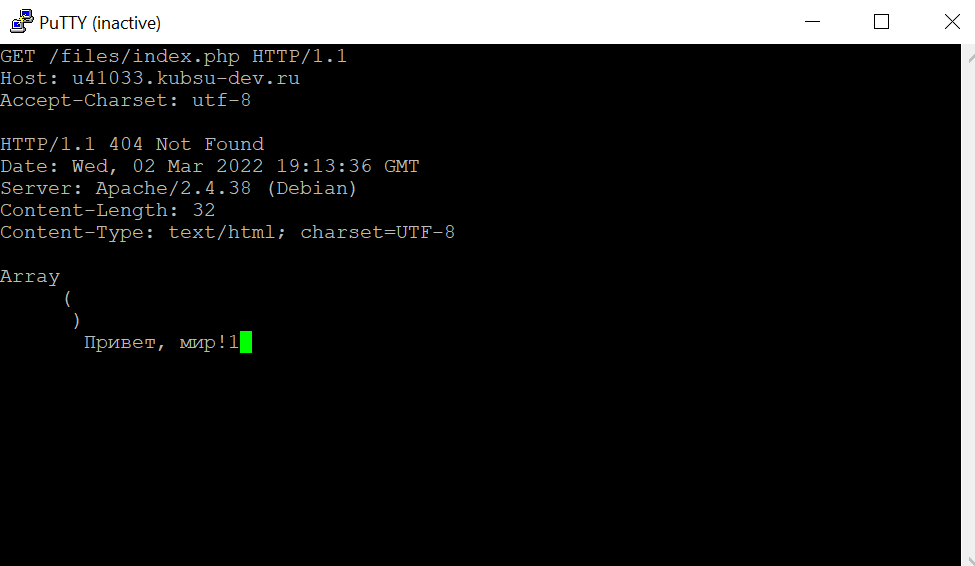 PuTTY (inactive)
GET /files/index.php HTTP/1.1
Host: u41033.kubsu-dev.ru
Accept-Charset: utf-8
HTTP/1.1 404 Not Found
Date: Wed, 02 Mar 2022 19:13:36 GMT
Server: Apache/2.4.38 (Debian)
Content-Length: 32
Content-Type: text/html; charset=UTF-8
Array
(
)
Привет, мир!1